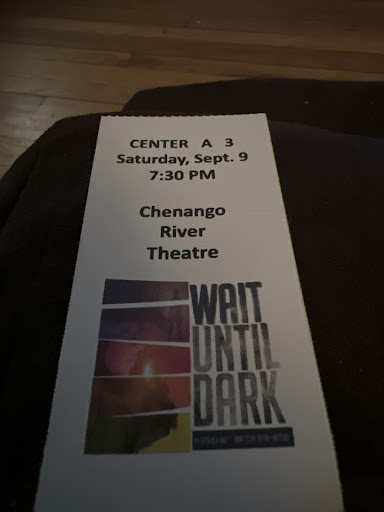 CENTER A 3
Saturday, Sept. 9
7:30 PM
Chenango
River
Theatre
WAIT
UNTIL
DARK